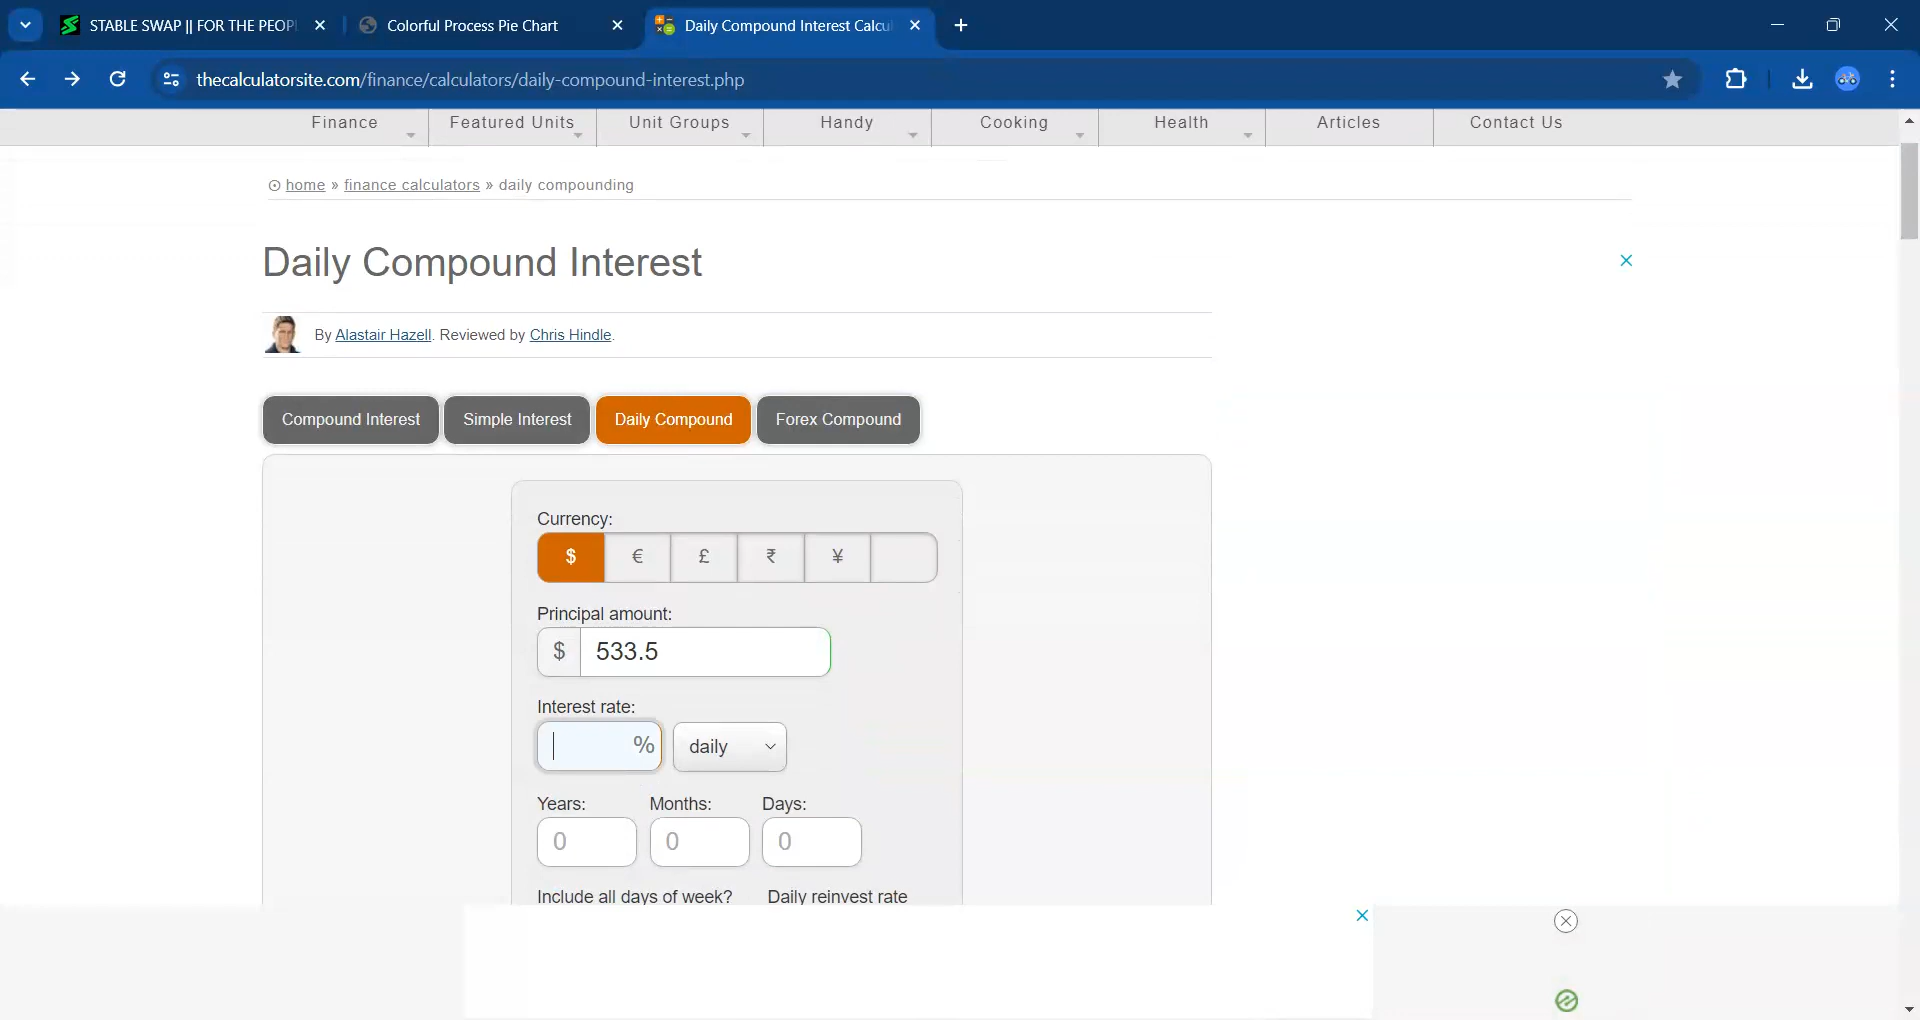 STABLE SWAP || FOR THE PEOPL
Colorful Process Pie Chart
Daily Compound Interest Calcu
thecalculatorsite.com/finance/calculators/daily-compound-interest.php
Finance Featured Units Unit Groups Handy Cooking Health Articles Contact Us
home » finance calculators » daily compounding
Daily Compound Interest
By Alastair Hazell. Reviewed by Chris Hindle.
Compound Interest Simple Interest Daily Compound Forex Compound
Currency:
$ € £ ₹ ¥
Principal amount:
$ 533.5
Interest rate:
% daily
Years: Months: Days:
0 0 0
Include all days of week? Daily reinvest rate